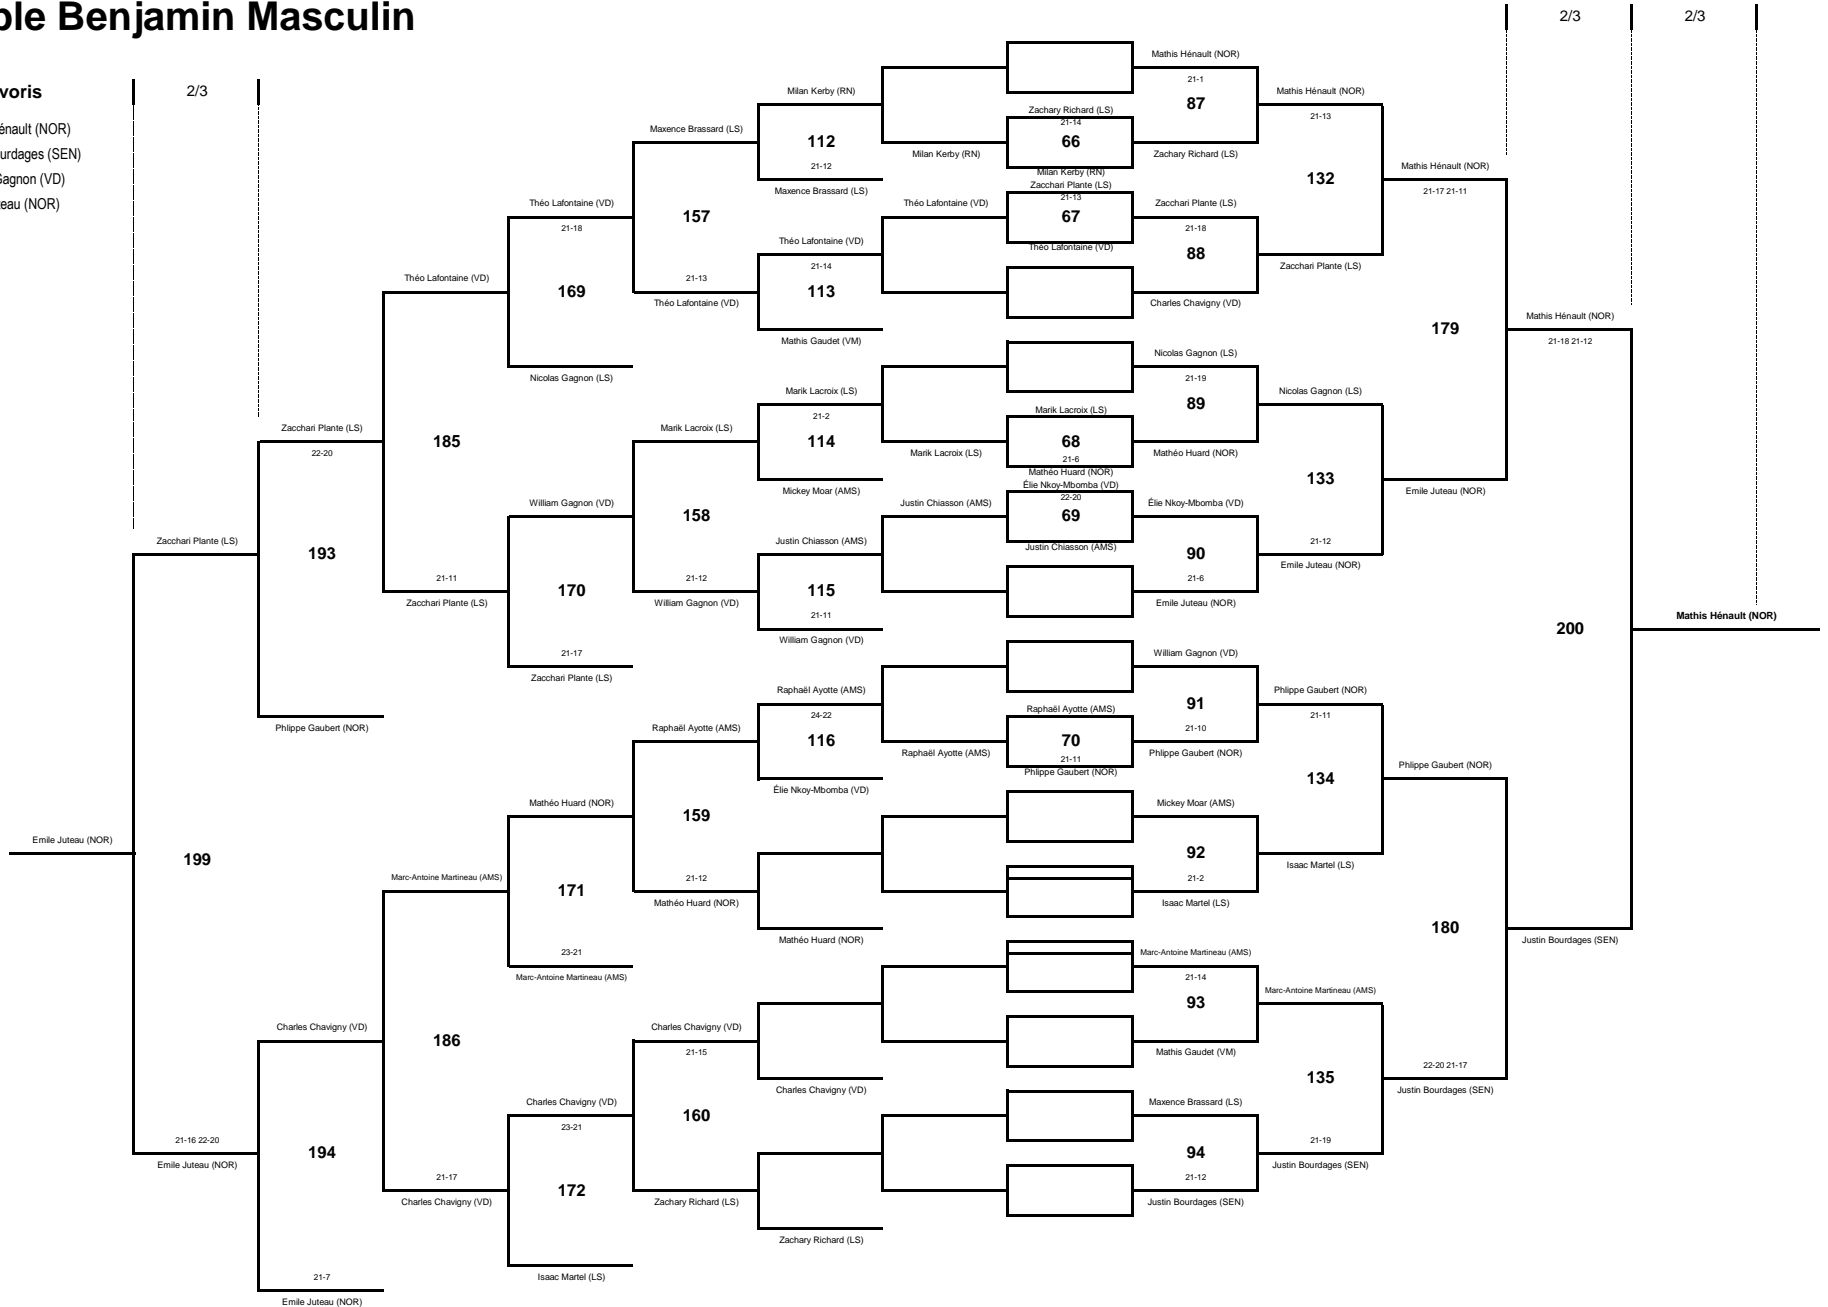 ble Benjamin Masculin
2/3
2/3
voris
2/3
énault (NOR)
urdages (SEN)
Gagnon (VD)
teau (NOR)
Mathis Hénault (NOR)
21-1
87
Milan Kerby (RN)
Mathis Hénault (NOR)
Zachary Richard (LS)
21-14
66
21-13
Maxence Brassard (LS)
112
21-12
Milan Kerby (RN)
Zachary Richard (LS)
Milan Kerby (RN)
Mathis Hénault (NOR)
132
21-17 21-11
Maxence Brassard (LS)
Zacchari Plante (LS)
21-13
67
Théo Lafontaine (VD)
Théo Lafontaine (VD)
Zacchari Plante (LS)
157
21-18
21-18
Théo Lafontaine (VD)
Théo Lafontaine (VD)
88
21-14
Zacchari Plante (LS)
Théo Lafontaine (VD)
21-13
169
113
Théo Lafontaine (VD)
Charles Chavigny (VD)
Mathis Hénault (NOR)
179
21-18 21-12
Mathis Gaudet (VM)
Nicolas Gagnon (LS)
Nicolas Gagnon (LS)
21-19
Marik Lacroix (LS)
Nicolas Gagnon (LS)
89
21-2
Marik Lacroix (LS)
Zacchari Plante (LS)
Marik Lacroix (LS)
185
114
68
22-20
Marik Lacroix (LS)
21-6
Mathéo Huard (NOR)
Mathéo Huard (NOR)
133
Mickey Moar (AMS)
Élie Nkoy-Mbomba (VD)
22-20
Emile Juteau (NOR)
William Gagnon (VD)
Justin Chiasson (AMS)
69
Élie Nkoy-Mbomba (VD)
158
Zacchari Plante (LS)
193
Justin Chiasson (AMS)
Justin Chiasson (AMS)
90
21-12
Emile Juteau (NOR)
21-11
170
21-12
115
21-6
Zacchari Plante (LS)
William Gagnon (VD)
21-11
Emile Juteau (NOR)
Mathis Hénault (NOR)
200
William Gagnon (VD)
21-17
William Gagnon (VD)
Zacchari Plante (LS)
Raphaël Ayotte (AMS)
Phlippe Gaubert (NOR)
91
Raphaël Ayotte (AMS)
24-22
21-11
Phlippe Gaubert (NOR)
Raphaël Ayotte (AMS)
116
70
21-10
Raphaël Ayotte (AMS)
21-11
Phlippe Gaubert (NOR)
Phlippe Gaubert (NOR)
Phlippe Gaubert (NOR)
134
Élie Nkoy-Mbomba (VD)
Mathéo Huard (NOR)
159
Mickey Moar (AMS)
Emile Juteau (NOR)
199
92
Isaac Martel (LS)
Marc-Antoine Martineau (AMS)
171
21-12
21-2
Mathéo Huard (NOR)
Isaac Martel (LS)
180
Mathéo Huard (NOR)
Justin Bourdages (SEN)
23-21
Marc-Antoine Martineau (AMS)
Marc-Antoine Martineau (AMS)
21-14
Marc-Antoine Martineau (AMS)
93
Charles Chavigny (VD)
186
Charles Chavigny (VD)
21-15
Mathis Gaudet (VM)
135
22-20 21-17
Charles Chavigny (VD)
Justin Bourdages (SEN)
Charles Chavigny (VD)
160
Maxence Brassard (LS)
23-21
21-16 22-20
194
94
21-19
Emile Juteau (NOR)
Justin Bourdages (SEN)
21-17
172
21-12
Charles Chavigny (VD)
Zachary Richard (LS)
Justin Bourdages (SEN)
Zachary Richard (LS)
21-7
Isaac Martel (LS)
Emile Juteau (NOR)